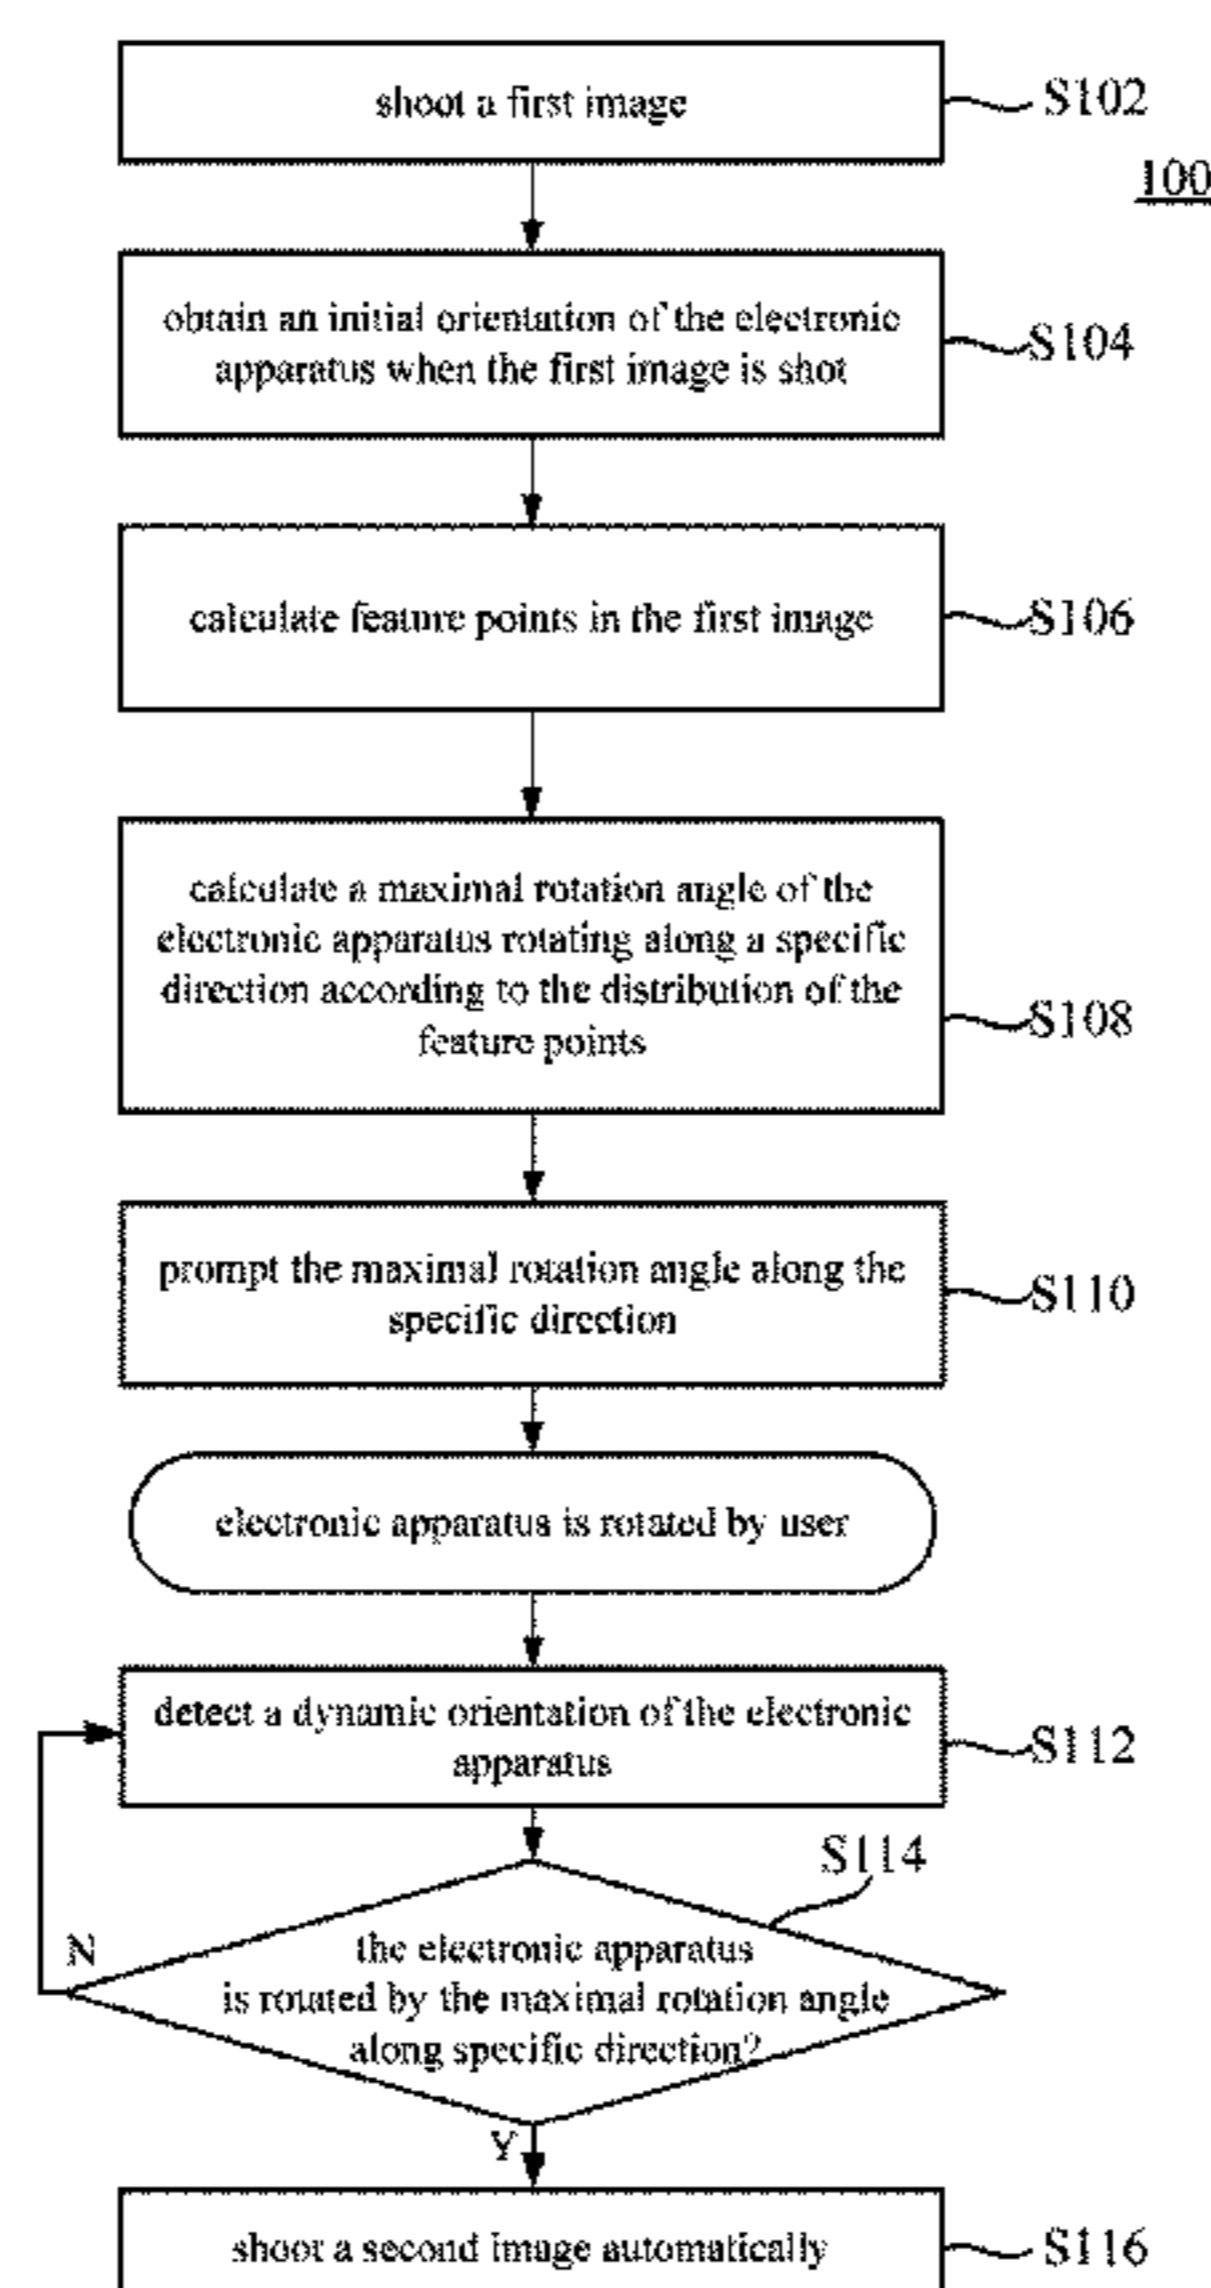 shoot a first image
S102
100
obtain an initial orientation of the electronic
apparatus when the first image is shot
S104
calculate feature points in the first image
S106
calculate a maximal rotation angle of the
electronic apparatus rotating along a specific
direction according to the distribution of the
feature points
S108
prompt the maximal rotation angle along the
specific direction
S110
electronic apparatus is rotated by user
detect a dynamic orientation of the electronic
apparatus
S112
S114
N
the electronic apparatus
is rotated by the maximal rotation angle
along specific direction?
Y
shoot a second image automatically
S116